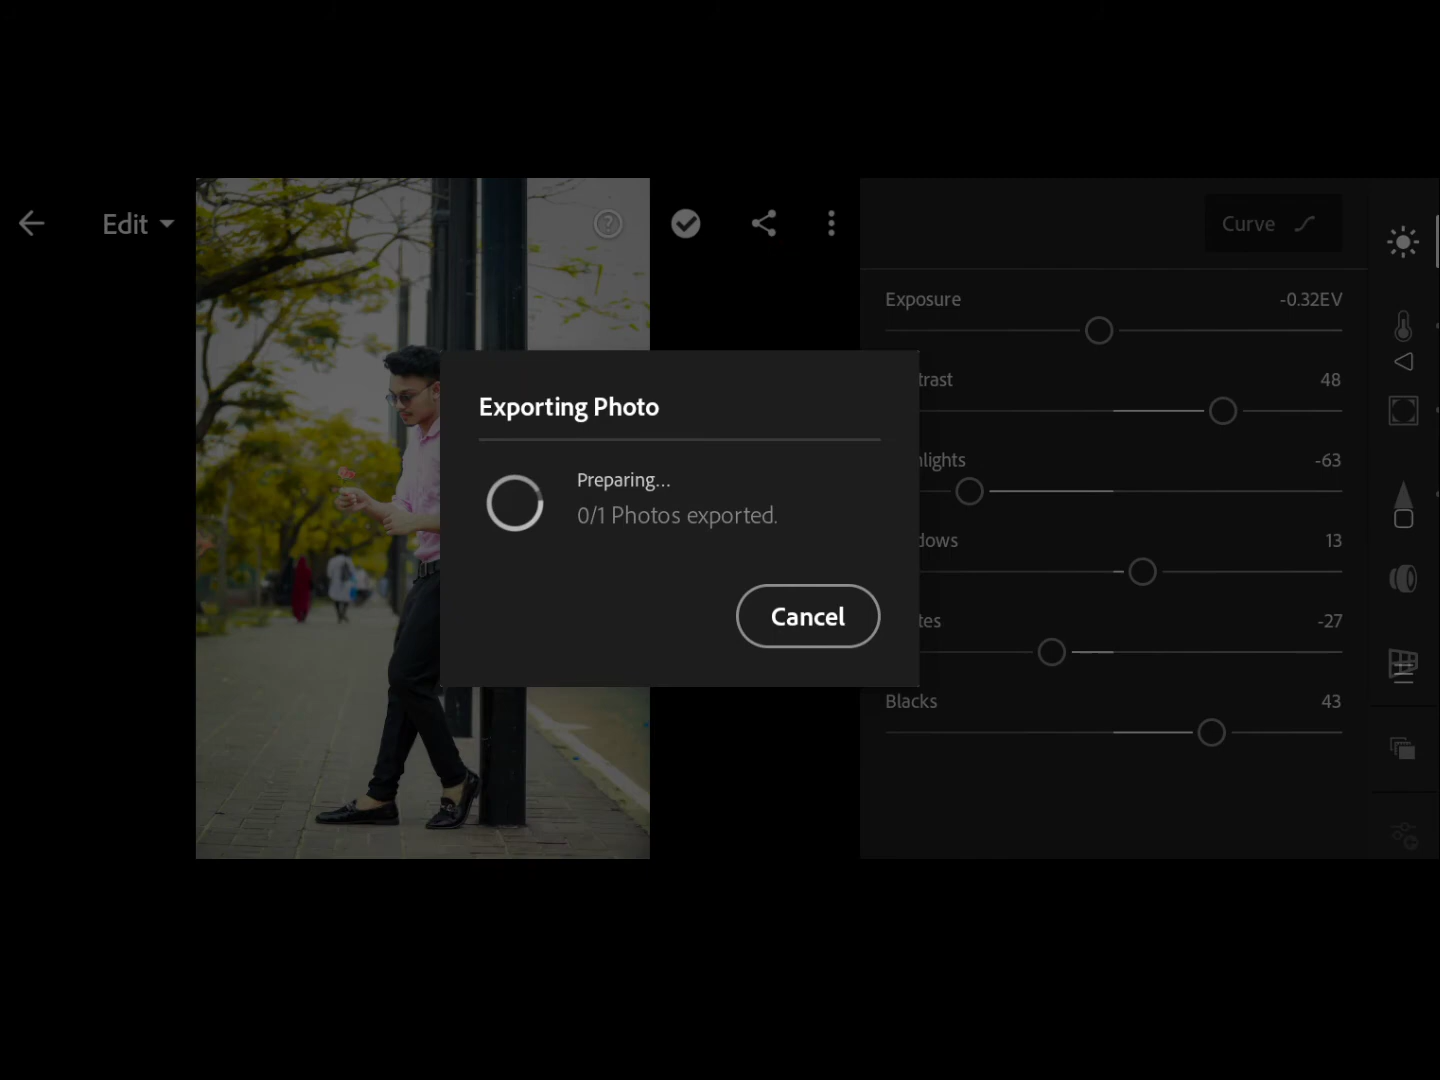 Edit
Curve
Exposure -0.32EV
trast 48
lights -63
dows 13
tes -27
Blacks 43
Exporting Photo
Preparing...
0/1 Photos exported.
Cancel